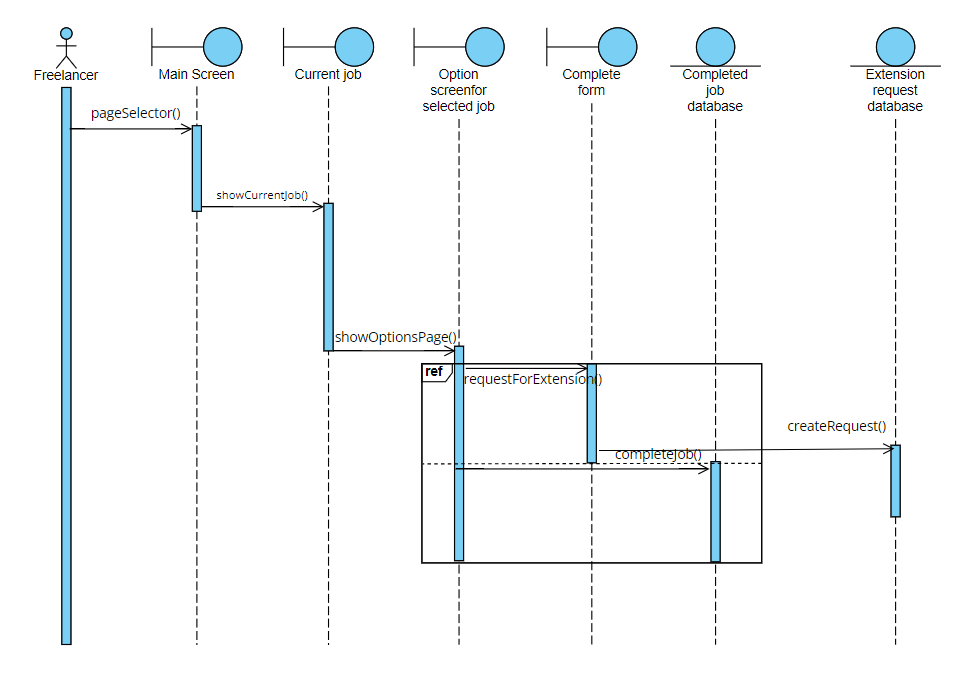 Freelancer
Main Screen
Current job
Option
screenfor
selected job
Complete
form
Completed
job
database
Extension
request
database
pageSelector()
showCurrentJob()
showOptionsPage()
ref
requestForExtension()
createRequest()
completeJob()